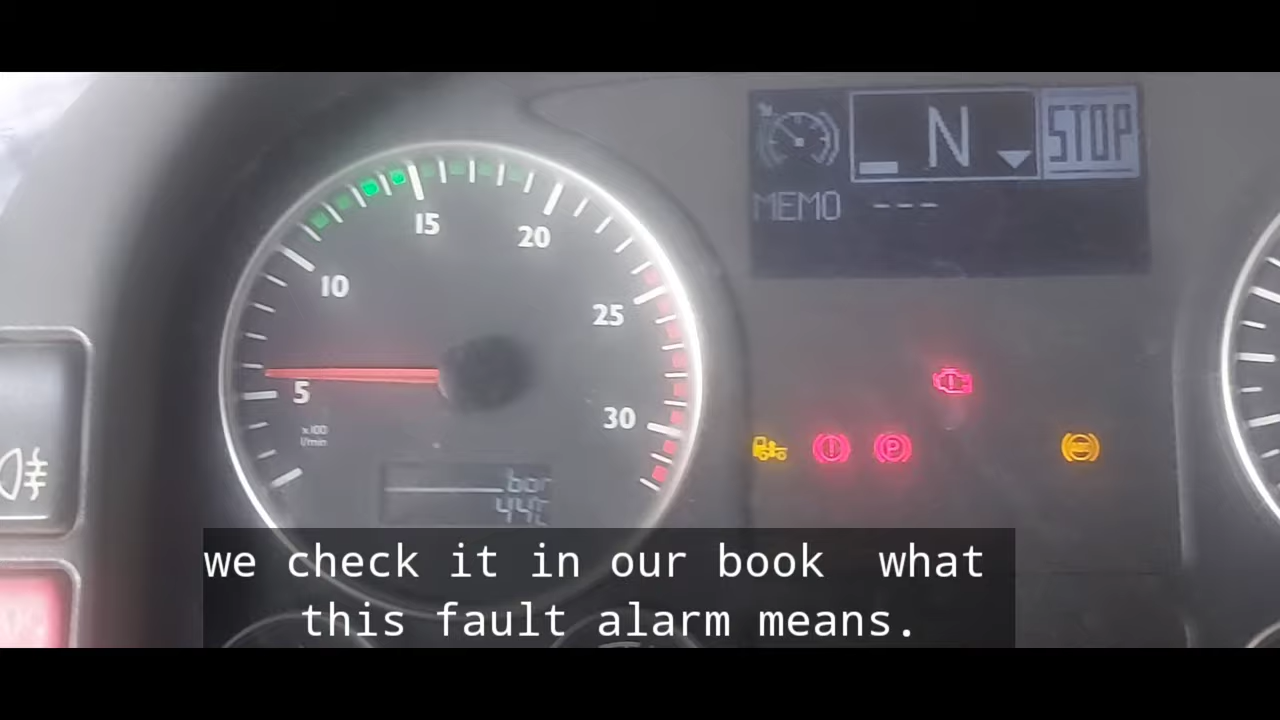 N
STOP
MEMO ---
15
20
10
25
5
30
x100
l/min
bar
44°C
P
we check it in our book what
this fault alarm means.